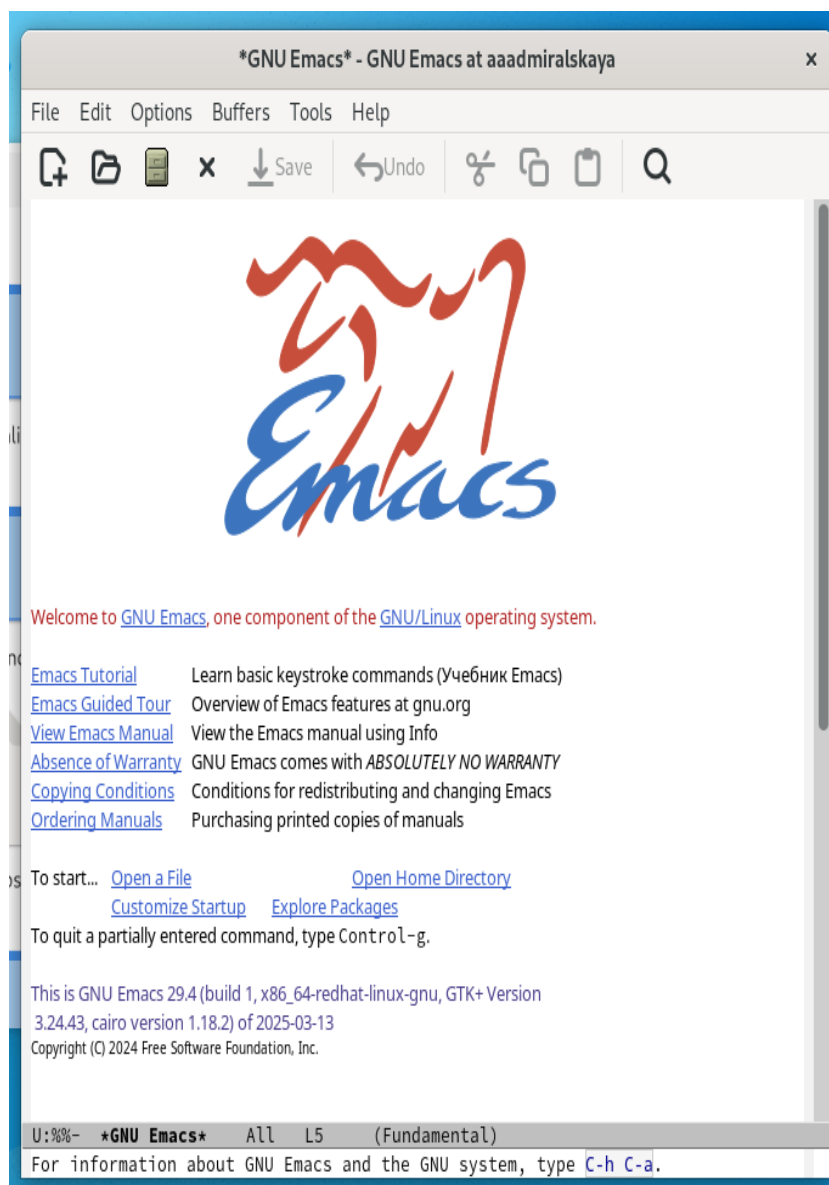 *GNU Emacs* - GNU Emacs at aaadmiralskaya x
File Edit Options Buffers Tools Help
Save Undo
Emacs
Welcome to GNU Emacs, one component of the GNU/Linux operating system.
Emacs Tutorial Learn basic keystroke commands (Учебник Emacs)
Emacs Guided Tour Overview of Emacs features at gnu.org
View Emacs Manual View the Emacs manual using Info
Absence of Warranty GNU Emacs comes with ABSOLUTELY NO WARRANTY
Copying Conditions Conditions for redistributing and changing Emacs
Ordering Manuals Purchasing printed copies of manuals
To start... Open a File Open Home Directory
Customize Startup Explore Packages
To quit a partially entered command, type Control-g.
This is GNU Emacs 29.4 (build 1, x86_64-redhat-linux-gnu, GTK+ Version
3.24.43, cairo version 1.18.2) of 2025-03-13
Copyright (C) 2024 Free Software Foundation, Inc.
U:%%- *GNU Emacs* All L5 (Fundamental)
For information about GNU Emacs and the GNU system, type C-h C-a.